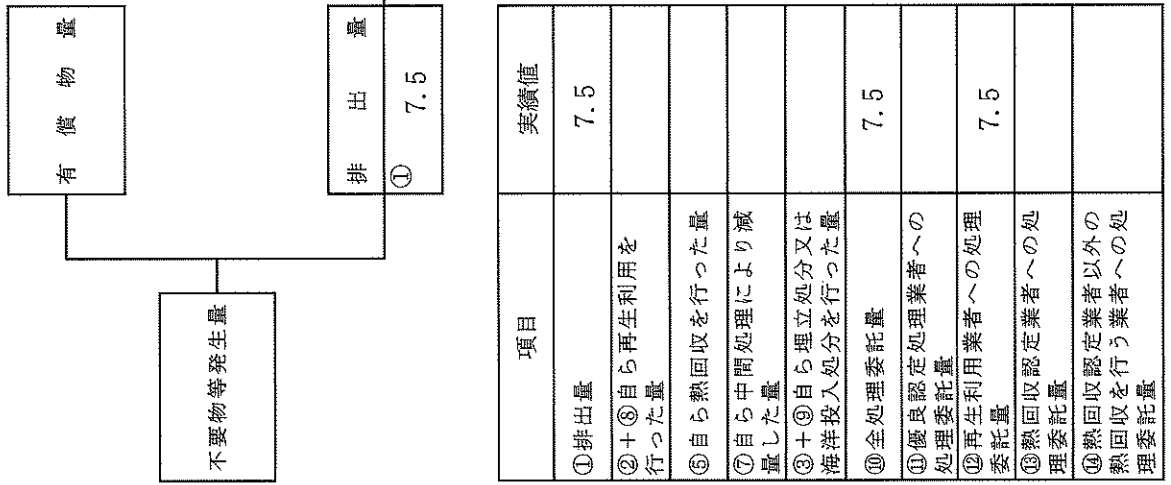 不要物等発生量
有償物量
排出量
① 7.5
項目 実績値
①排出量 7.5
②+⑧自ら再生利用を
行った量
⑤自ら熱回収を行った量
⑦自ら中間処理により減
量した量
③+⑨自ら埋立処分又は
海洋投入処分を行った量
⑩全処理委託量 7.5
⑪優良認定処理業者への
処理委託量
⑫再生利用業者への処理
委託量 7.5
⑬熱回収認定業者への処
理委託量
⑭熱回収認定業者以外の
熱回収を行う業者への処
理委託量